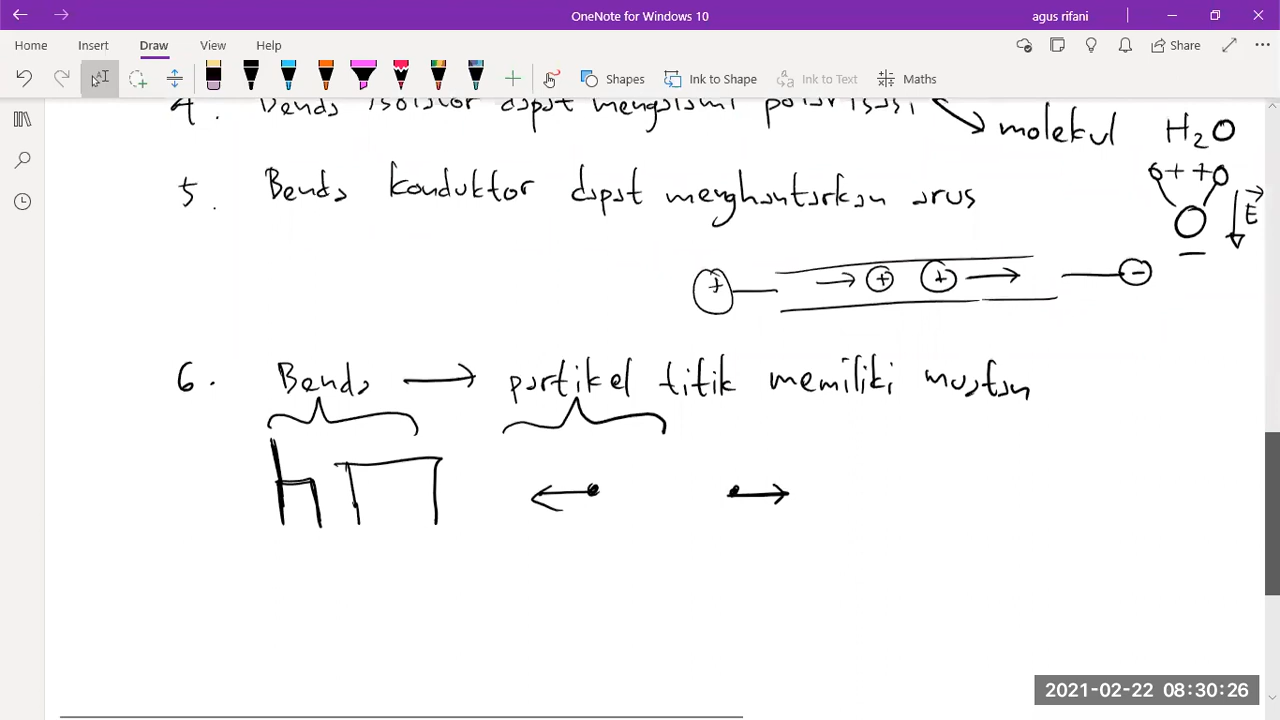 OneNote for Windows 10
agus rifani
Home Insert Draw View Help
Share
Shapes
Ink to Shape
Ink to Text
Maths
4. Benda isolator dapat mengalami polarisasi
molekul H2O
+ +
E
5. Benda konduktor dapat menghantarkan arus
+ + + -
6. Benda → partikel titik memiliki muatan
2021-02-22 08:30:26